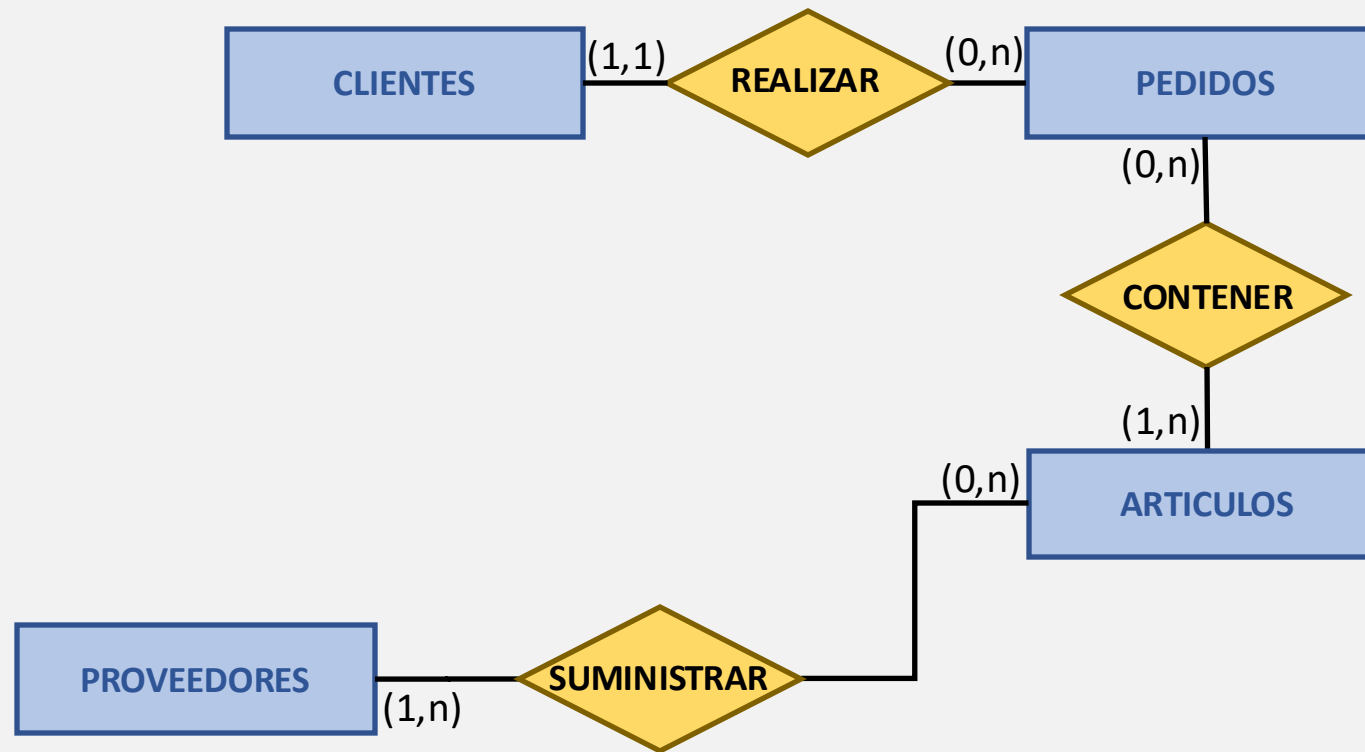 CLIENTES
(1,1)
REALIZAR
(0,n)
PEDIDOS
(0,n)
CONTENER
(1,n)
(0,n)
ARTICULOS
PROVEEDORES
(1,n)
SUMINISTRAR